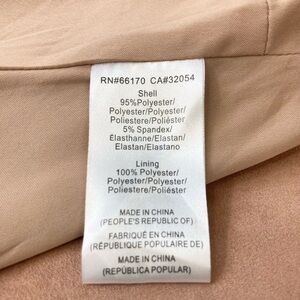 RN#66170 CA#32054
Shell
95%Polyester/
Polyester/Polyester/
Poliestere/Poliéster
5% Spandex/
Élasthanne/Elastan/
Elastan/Elastano
Lining
100% Polyester/
Polyester/Polyester/
Poliestere/Poliéster
MADE IN CHINA
(PEOPLE'S REPUBLIC OF)
FABRIQUÉ EN CHINA
(RÉPUBLIQUE POPULAIRE DE)
MADE IN CHINA
(REPÚBLICA POPULAR)